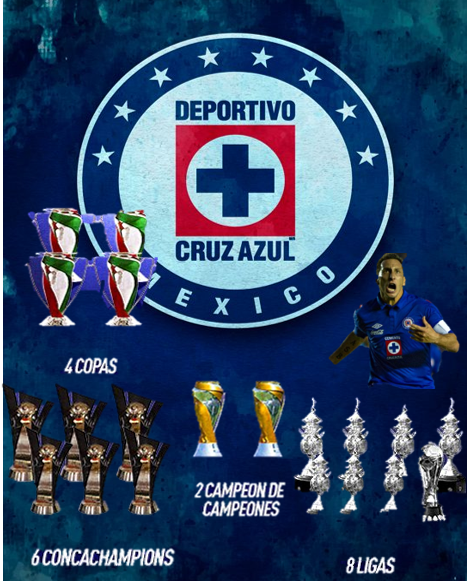 DEPORTIVO
CRUZ AZUL
MEXICO
4 COPAS
2 CAMPEON DE
CAMPEONES
6 CONCACHAMPIONS
8 LIGAS